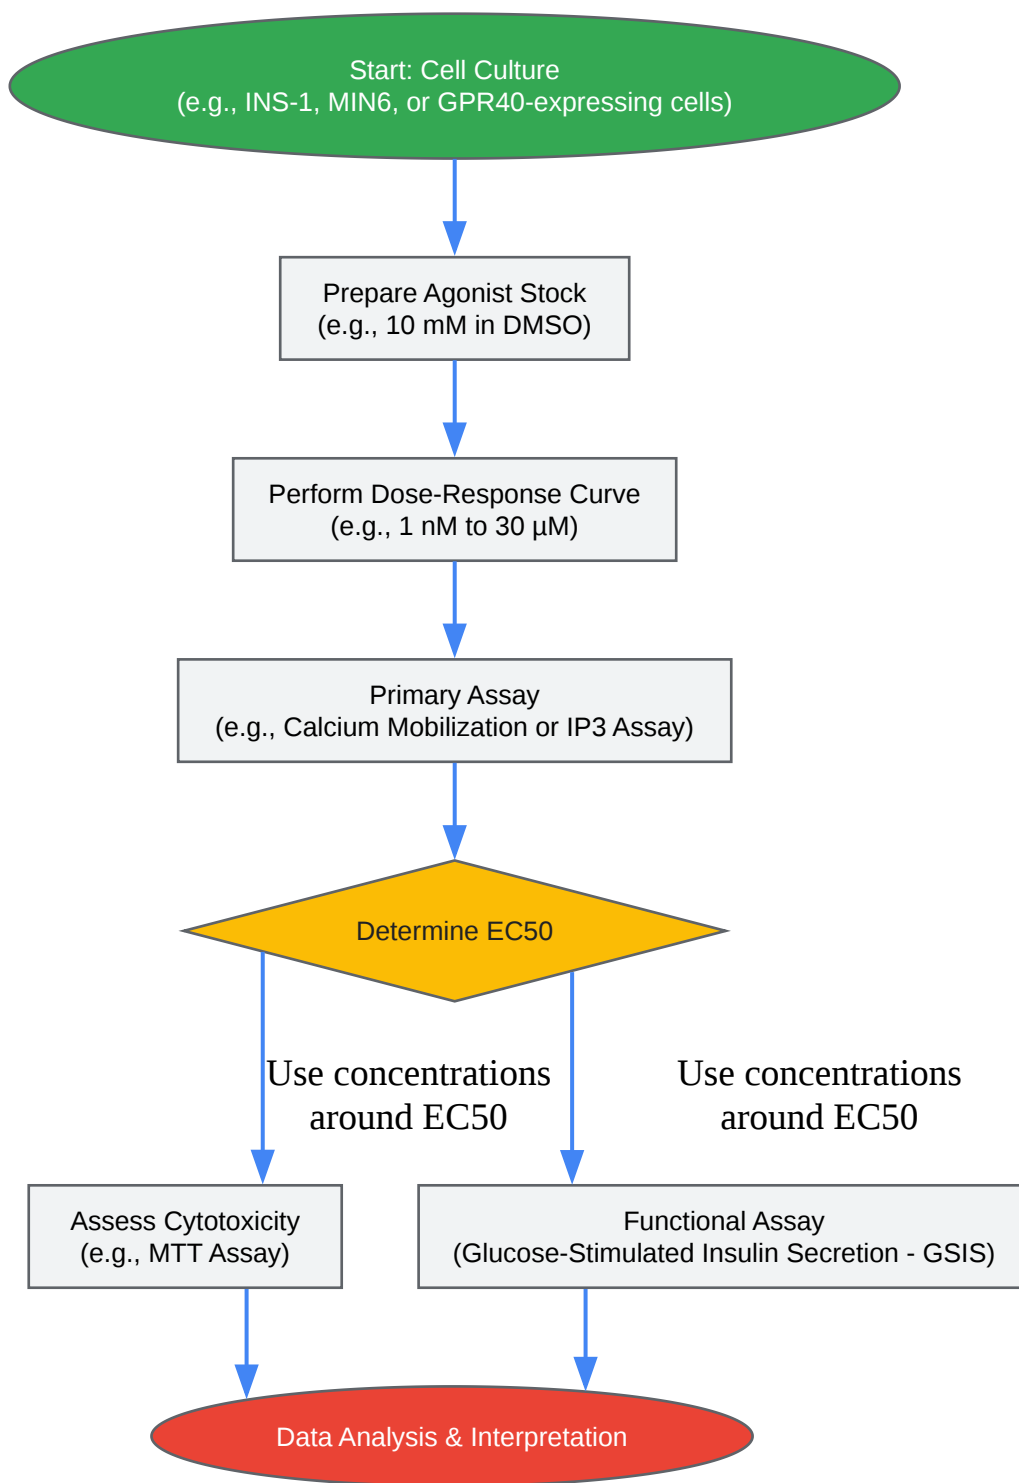 Start: Cell Culture
(e.g., INS-1, MIN6, or GPR40-expressing cells)
Prepare Agonist Stock
(e.g., 10 mM in DMSO)
Perform Dose-Response Curve
(e.g., 1 nM to 30 µM)
Primary Assay
(e.g., Calcium Mobilization or IP3 Assay)
Determine EC50
Use concentrations
around EC50
Use concentrations
around EC50
Assess Cytotoxicity
(e.g., MTT Assay)
Functional Assay
(Glucose-Stimulated Insulin Secretion - GSIS)
Data Analysis & Interpretation